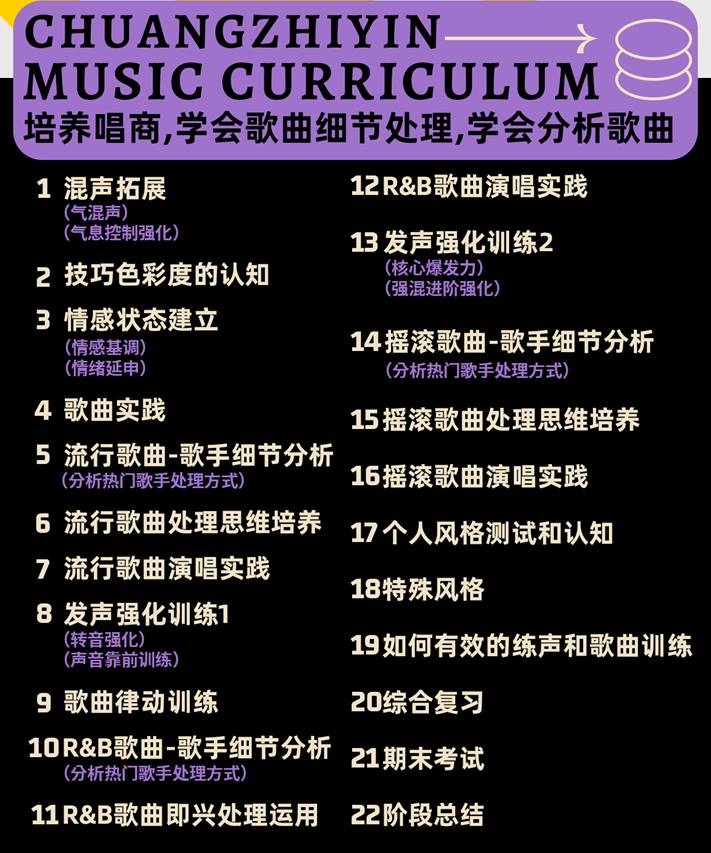 CHUANGZHIYIN
MUSIC CURRICULUM
培养唱商,学会歌曲细节处理,学会分析歌曲
1 混声拓展
（气混声）
（气息控制强化）
2 技巧色彩度的认知
3 情感状态建立
（情感基调）
（情绪延申）
4 歌曲实践
5 流行歌曲-歌手细节分析
（分析热门歌手处理方式）
6 流行歌曲处理思维培养
7 流行歌曲演唱实践
8 发声强化训练1
（转音强化）
（声音靠前训练）
9 歌曲律动训练
10 R&B歌曲-歌手细节分析
（分析热门歌手处理方式）
11 R&B歌曲即兴处理运用
12 R&B歌曲演唱实践
13 发声强化训练2
（核心爆发力）
（强混进阶强化）
14 摇滚歌曲-歌手细节分析
（分析热门歌手处理方式）
15 摇滚歌曲处理思维培养
16 摇滚歌曲演唱实践
17 个人风格测试和认知
18 特殊风格
19 如何有效的练声和歌曲训练
20 综合复习
21 期末考试
22 阶段总结